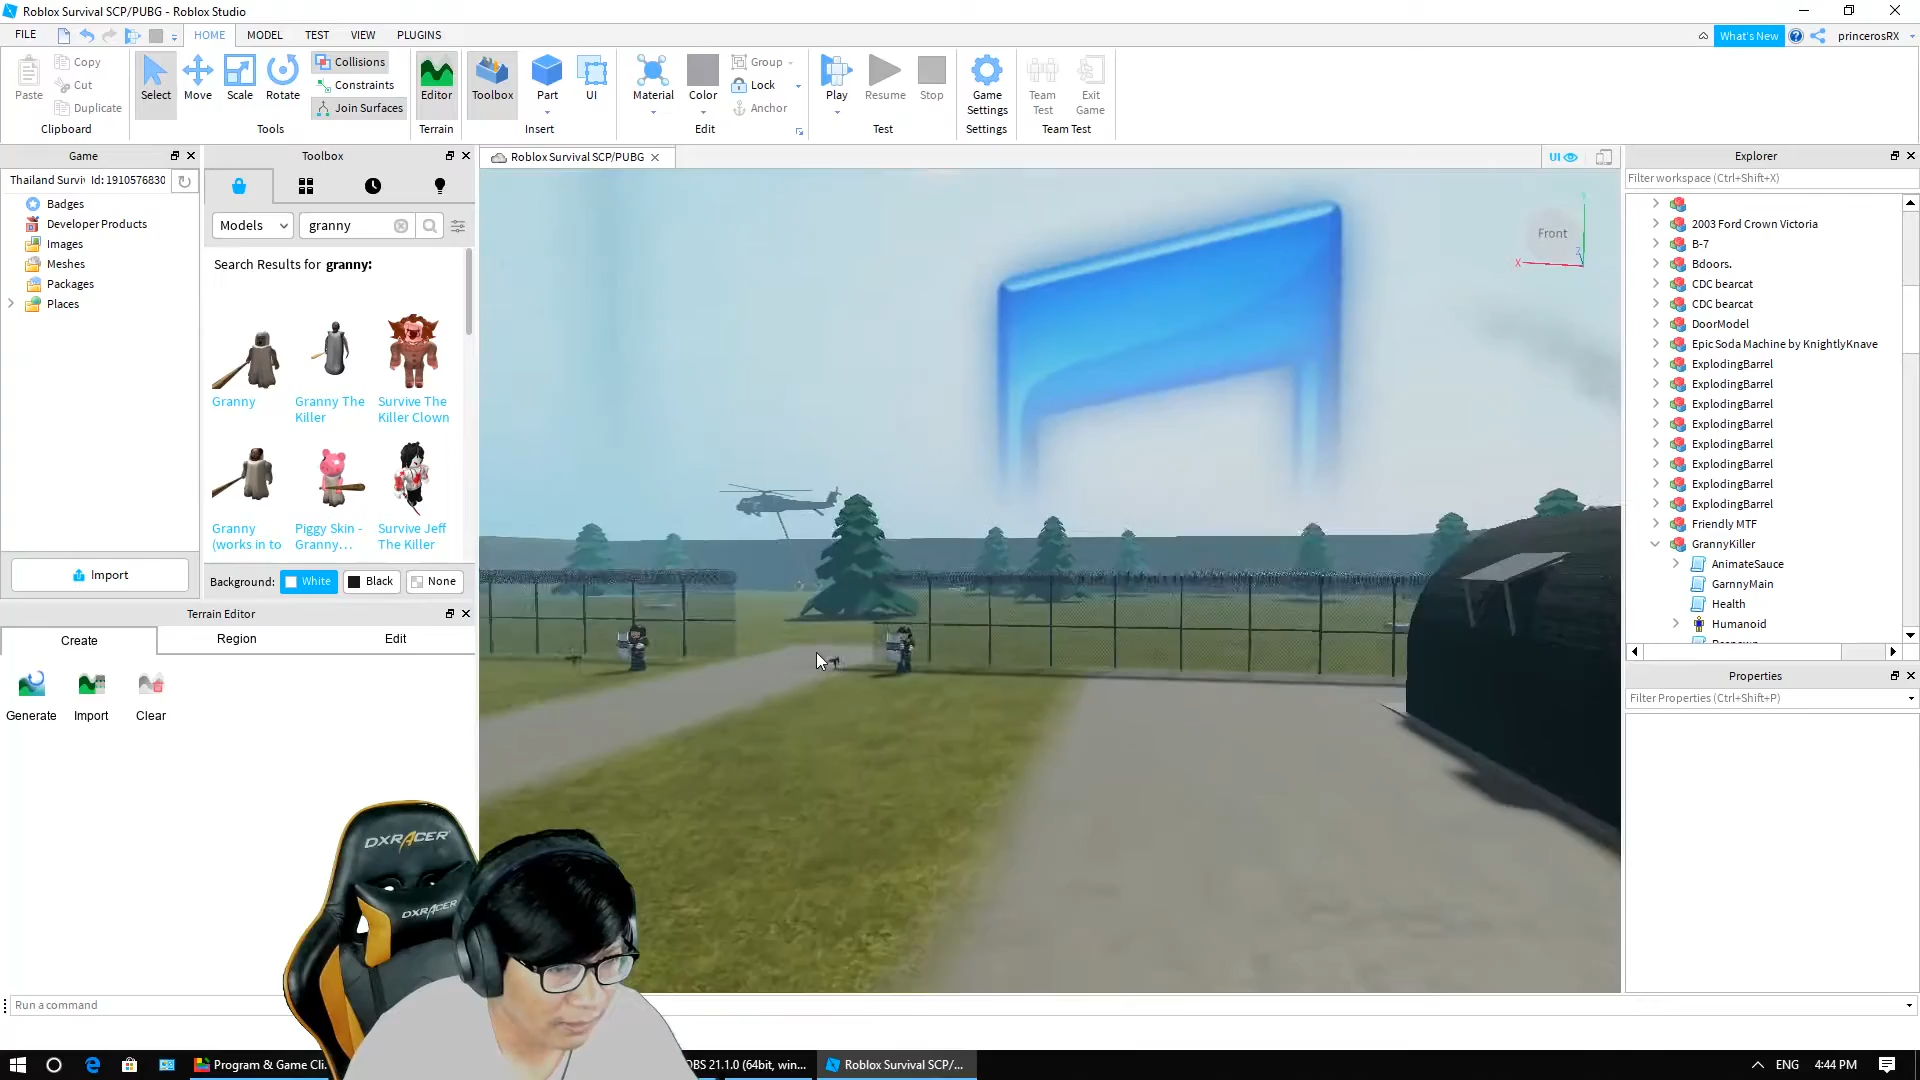 Roblox Survival SCP/PUBG - Roblox Studio
FILE HOME MODEL TEST VIEW PLUGINS What's New princerosRX
Paste Copy Cut Duplicate
Select Move Scale Rotate Collisions Constraints Join Surfaces
Editor Toolbox Part UI Material Color Group Lock Anchor
Play Resume Stop Game Settings Team Test Exit Game
Clipboard Tools Terrain Insert Edit Test Settings Team Test
Game
Thailand Survi Id: 1910576830
Badges
Developer Products
Images
Meshes
Packages
Places
Import
Toolbox
Models granny
Search Results for granny:
Granny
Granny The Killer
Survive The Killer Clown
Granny (works in to
Piggy Skin - Granny...
Survive Jeff The Killer
Background: White Black None
Terrain Editor
Create Region Edit
Generate Import Clear
Roblox Survival SCP/PUBG
UI
Front
X
Z
DXRACER
DXRACER
Explorer
Filter workspace (Ctrl+Shift+X)
2003 Ford Crown Victoria
B-7
Bdoors.
CDC bearcat
CDC bearcat
DoorModel
Epic Soda Machine by KnightlyKnave
ExplodingBarrel
ExplodingBarrel
ExplodingBarrel
ExplodingBarrel
ExplodingBarrel
ExplodingBarrel
ExplodingBarrel
ExplodingBarrel
Friendly MTF
GrannyKiller
AnimateSauce
GarnnyMain
Health
Humanoid
Properties
Filter Properties (Ctrl+Shift+P)
Run a command
Program & Game Cli... OBS 21.1.0 (64bit, win... Roblox Survival SCP/... ENG 4:44 PM